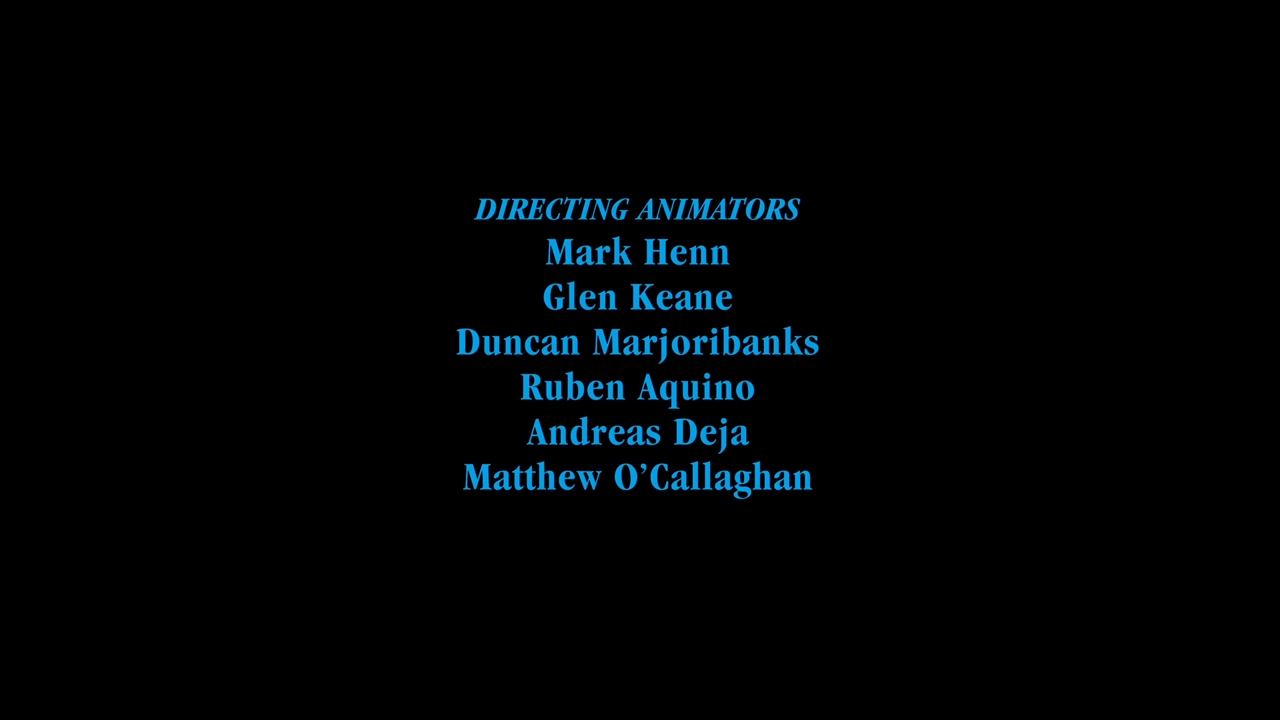 DIRECTING ANIMATORS
Mark Henn
Glen Keane
Duncan Marjoribanks
Ruben Aquino
Andreas Deja
Matthew O’Callaghan